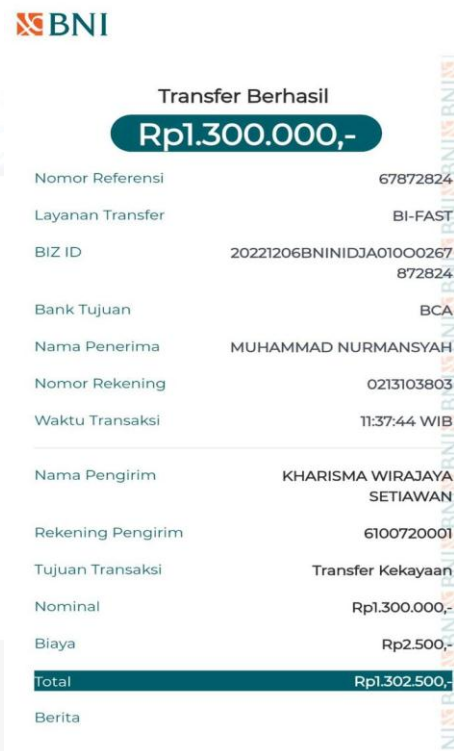 BNI
Transfer Berhasil
Rp1.300.000,-
Nomor Referensi 67872824
Layanan Transfer BI-FAST
BIZ ID 20221206BNINIDJA010O0267
872824
Bank Tujuan BCA
Nama Penerima MUHAMMAD NURMANSYAH
Nomor Rekening 0213103803
Waktu Transaksi 11:37:44 WIB
Nama Pengirim KHARISMA WIRAJAYA
SETIAWAN
Rekening Pengirim 6100720001
Tujuan Transaksi Transfer Kekayaan
Nominal Rp1.300.000,-
Biaya Rp2.500,-
Total Rp1.302.500,-
Berita